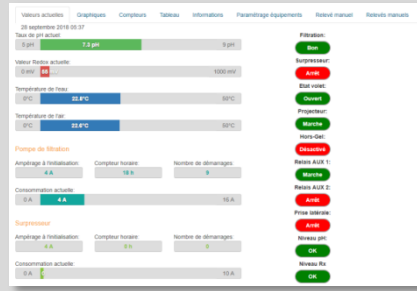 Valeurs actuelles Graphiques Compteurs Tableau Informations Paramétrage équipements Relevé manuel Relevés manuels
28 septembre 2018 09:37
Taux de pH actuel:
5 pH 7.3 pH 9 pH
Valeur Redox actuelle:
0 mV 1000 mV
Température de l'eau:
0°C 22.8°C 50°C
Température de l'air:
0°C 22.6°C 50°C
Pompe de filtration
Ampérage à l'initialisation: Compteur horaire: Nombre de démarrages:
4 A 10 h 9
Consommation actuelle:
0 A 4 A 16 A
Surpresseur
Ampérage à l'initialisation: Compteur horaire: Nombre de démarrages:
0 h 0
Consommation actuelle
0 A 10 A
Filtration:
Bon
Surpresseur:
Arrêt
Etat volet:
Ouvert
Projecteur:
Marche
Hors-Gel:
Désactivé
Relais AUX 1:
Marche
Relais AUX 2:
Arrêt
Prise latérale:
Arrêt
Niveau pH:
OK
Niveau Rx
OK